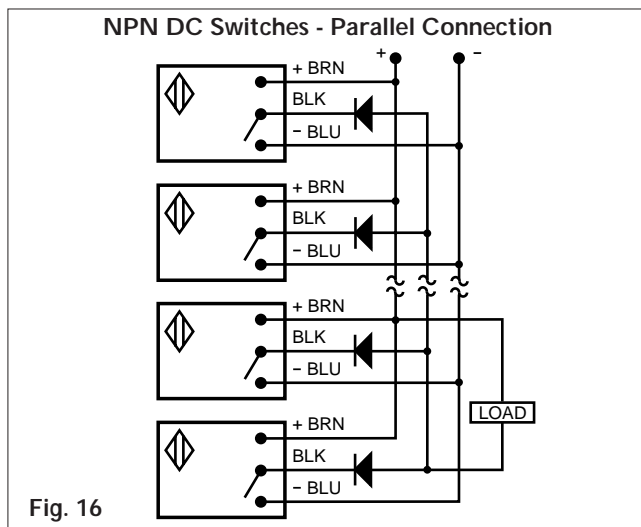 NPN DC Switches - Parallel Connection
+ −
+ BRN
BLK
− BLU
+ BRN
BLK
− BLU
+ BRN
BLK
− BLU
LOAD
+ BRN
BLK
− BLU
Fig. 16